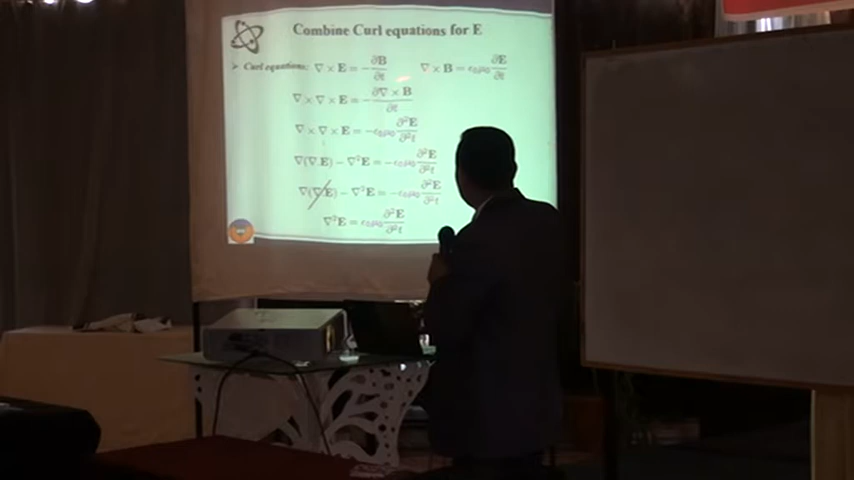 Combine Curl equations for E
➢ Curl equations: ∇ × E = −∂B/∂t ∇ × B = ϵ₀μ₀ ∂E/∂t
∇ × ∇ × E = −∂∇ × B/∂t
∇ × ∇ × E = −ϵ₀μ₀ ∂²E/∂²t
∇(∇.E) − ∇²E = −ϵ₀μ₀ ∂²E/∂²t
∇(∇.E) − ∇²E = −ϵ₀μ₀ ∂²E/∂²t
∇²E = ϵ₀μ₀ ∂²E/∂²t